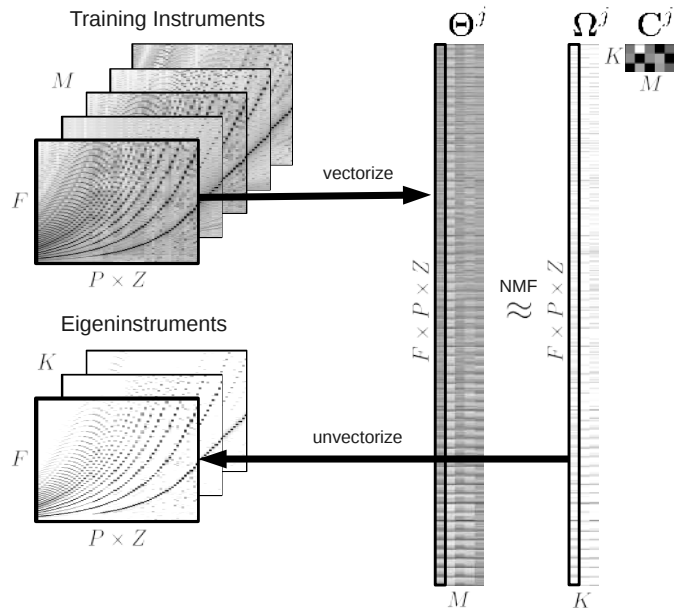 Training Instruments
M
F
P × Z
vectorize
Θ^j
F × P × Z
M
NMF
≈
Ω^j
F × P × Z
K
C^j
K
M
Eigeninstruments
K
F
P × Z
unvectorize